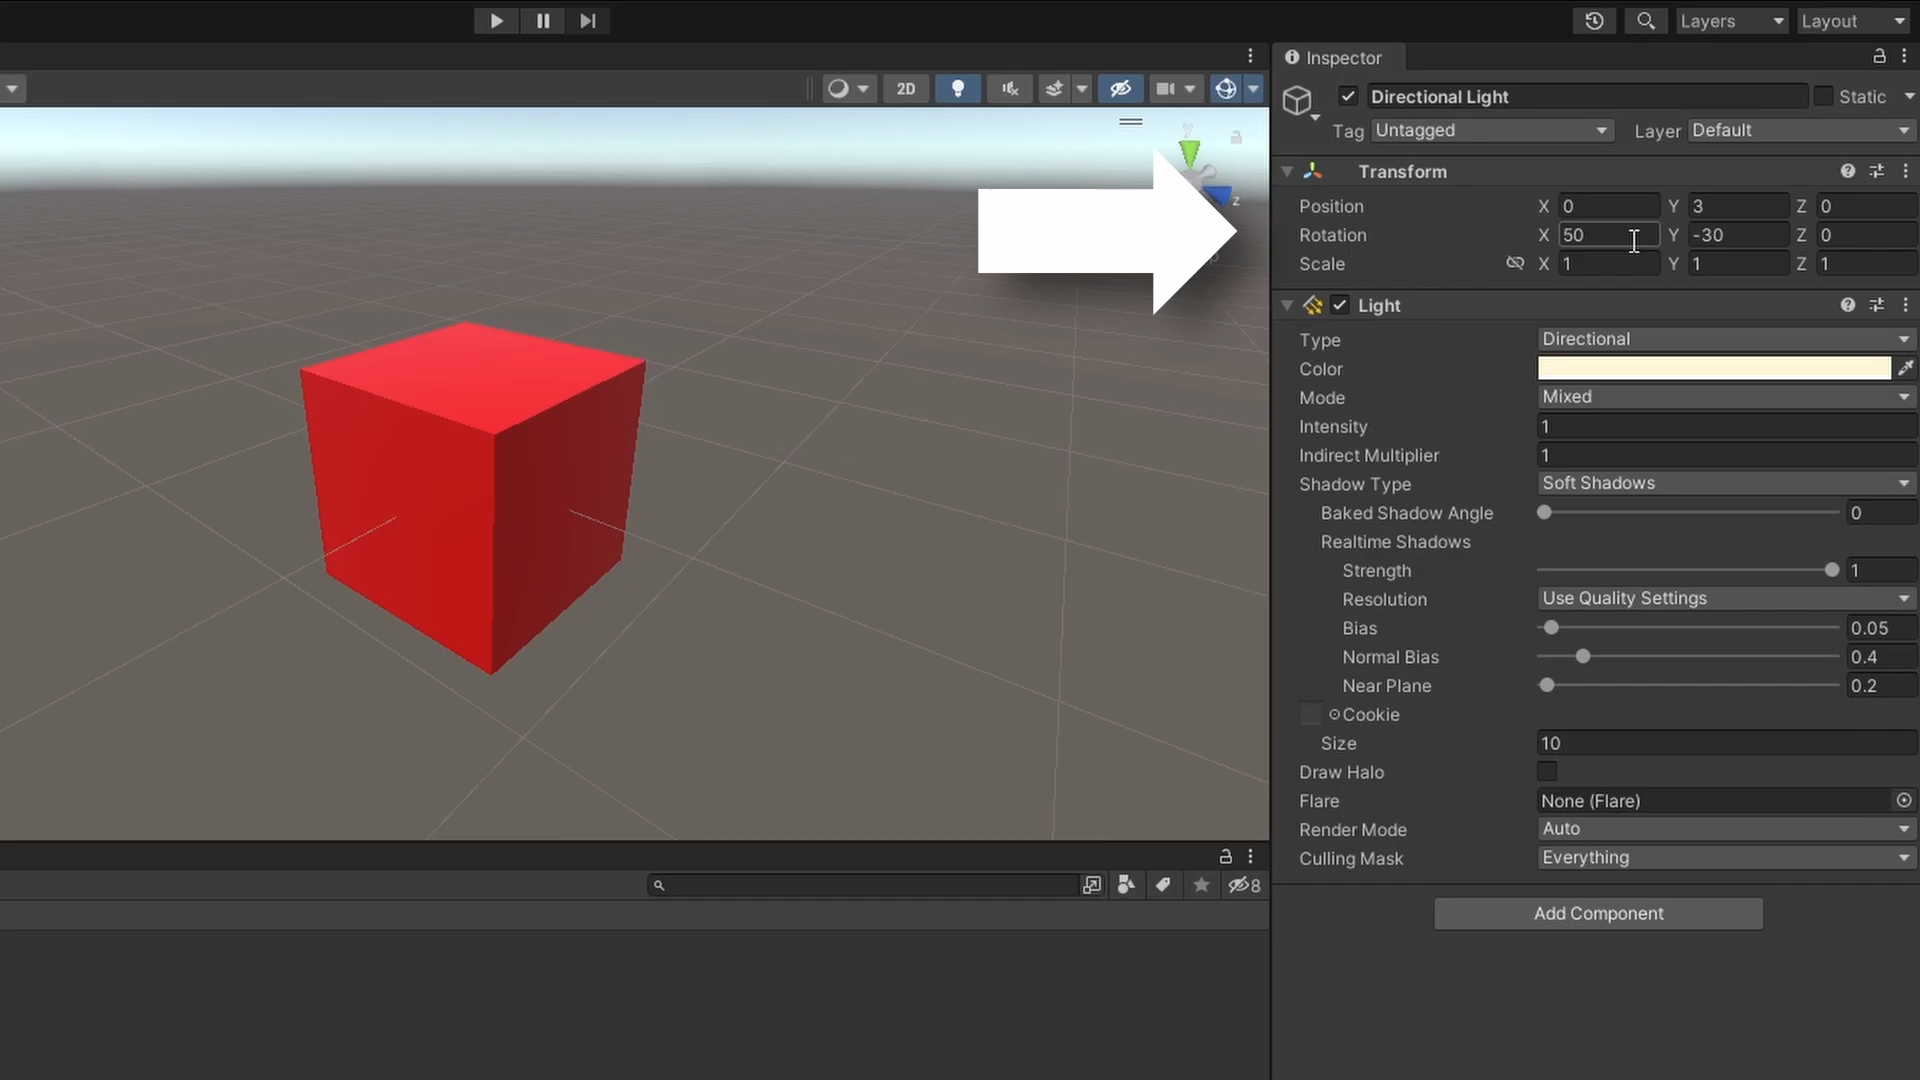 Layers
Layout
Inspector
2D
Directional Light
Static
Tag Untagged Layer Default
y
z
Transform
Position X 0 Y 3 Z 0
Rotation X 50 Y -30 Z 0
Scale X 1 Y 1 Z 1
Light
Type Directional
Color
Mode Mixed
Intensity 1
Indirect Multiplier 1
Shadow Type Soft Shadows
Baked Shadow Angle 0
Realtime Shadows
Strength 1
Resolution Use Quality Settings
Bias 0.05
Normal Bias 0.4
Near Plane 0.2
Cookie
Size 10
Draw Halo
Flare None (Flare)
Render Mode Auto
Culling Mask Everything
8
Add Component